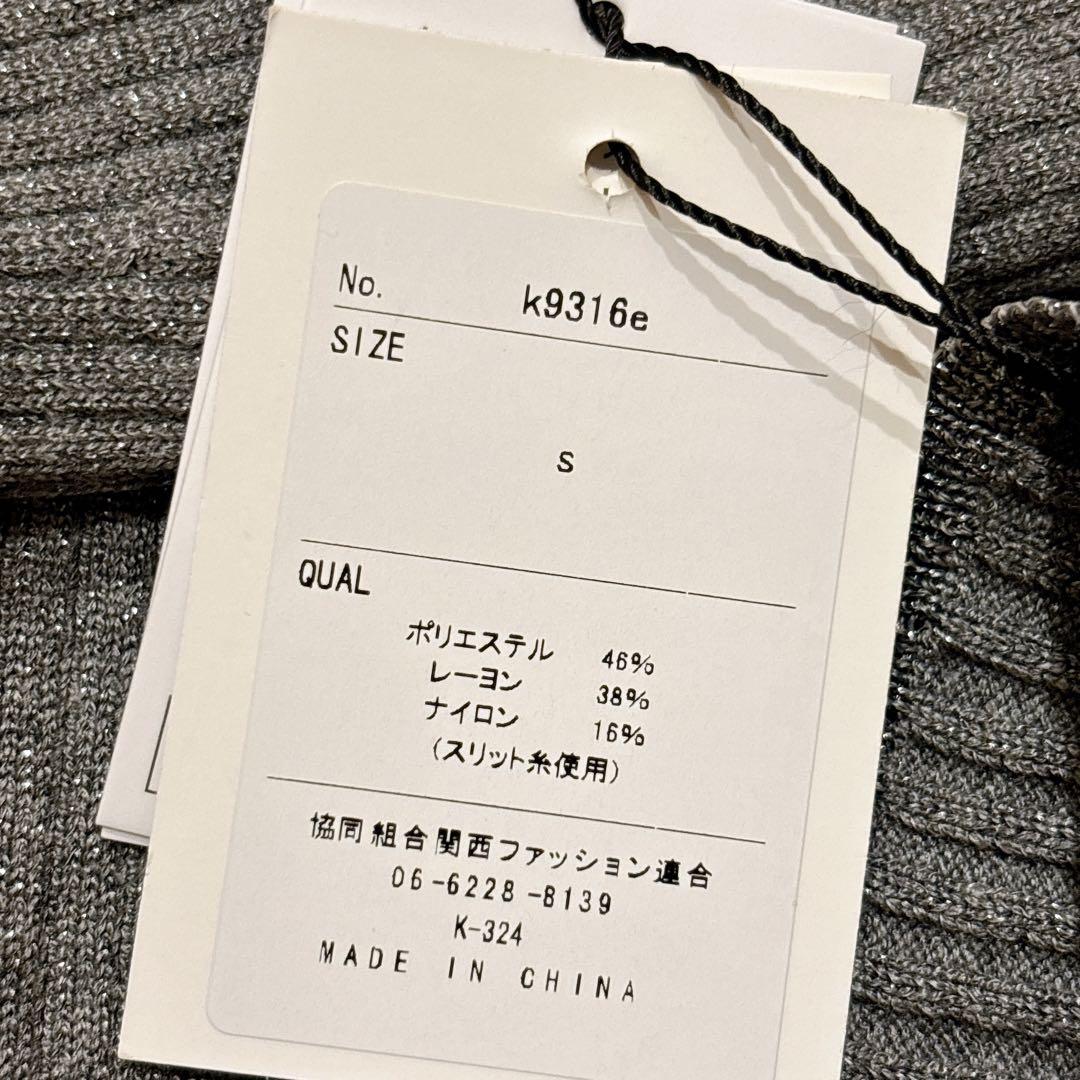 No. k9316e
SIZE
S
QUAL
ポリエステル 46%
レーヨン 38%
ナイロン 16%
(スリット糸使用)
協同組合関西ファッション連合
06-6228-8139
K-324
MADE IN CHINA